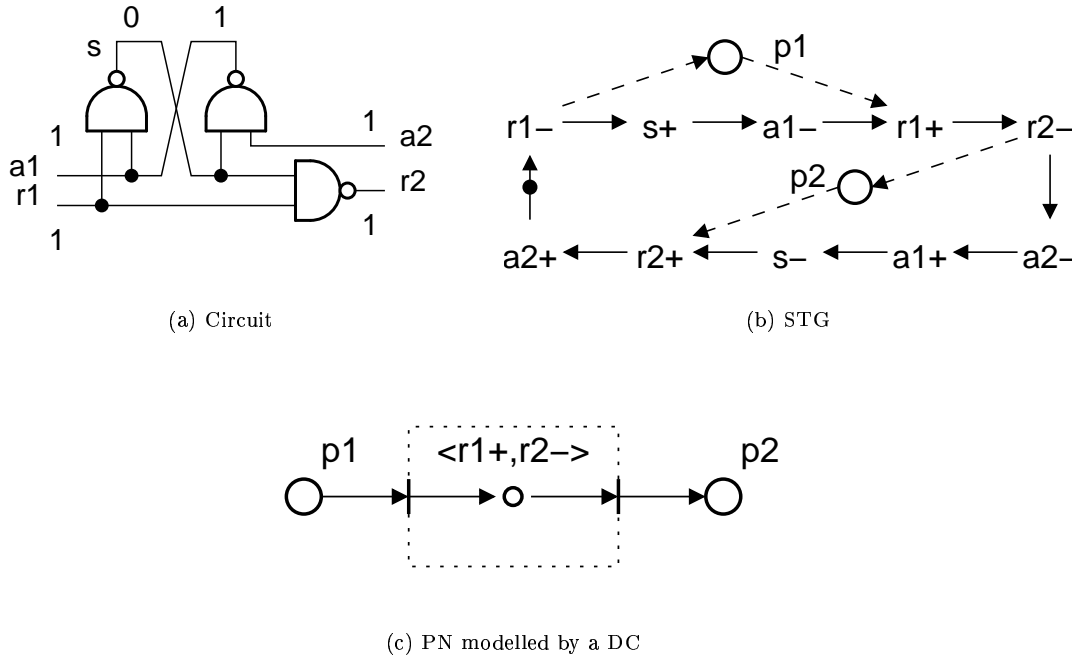 0 1
s
1 1
a1 a2
r1 r2
1 1
(a) Circuit
p1
r1− s+ a1− r1+ r2−
p2
a2+ r2+ s− a1+ a2−
(b) STG
p1 <r1+,r2−> p2
(c) PN modelled by a DC